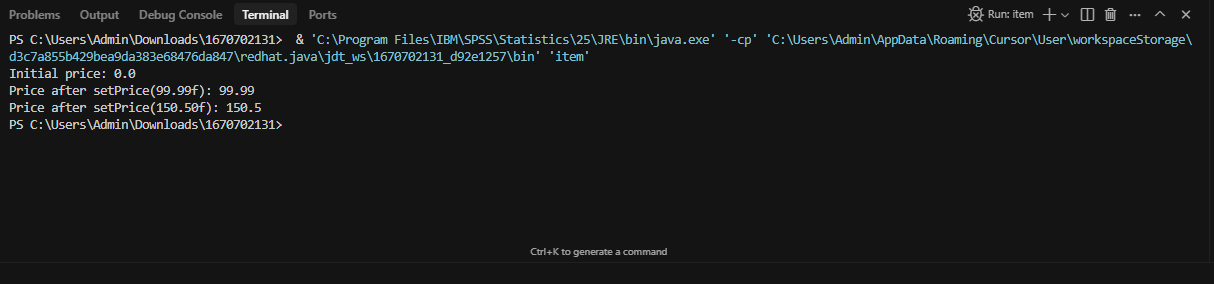 Problems Output Debug Console Terminal Ports Run: item
PS C:\Users\Admin\Downloads\1670702131>  & 'C:\Program Files\IBM\SPSS\Statistics\25\JRE\bin\java.exe' '-cp' 'C:\Users\Admin\AppData\Roaming\Cursor\User\workspaceStorage\
d3c7a855b429bea9da383e68476da847\redhat.java\jdt_ws\1670702131_d92e1257\bin' 'item'
Initial price: 0.0
Price after setPrice(99.99f): 99.99
Price after setPrice(150.50f): 150.5
PS C:\Users\Admin\Downloads\1670702131>
Ctrl+K to generate a command